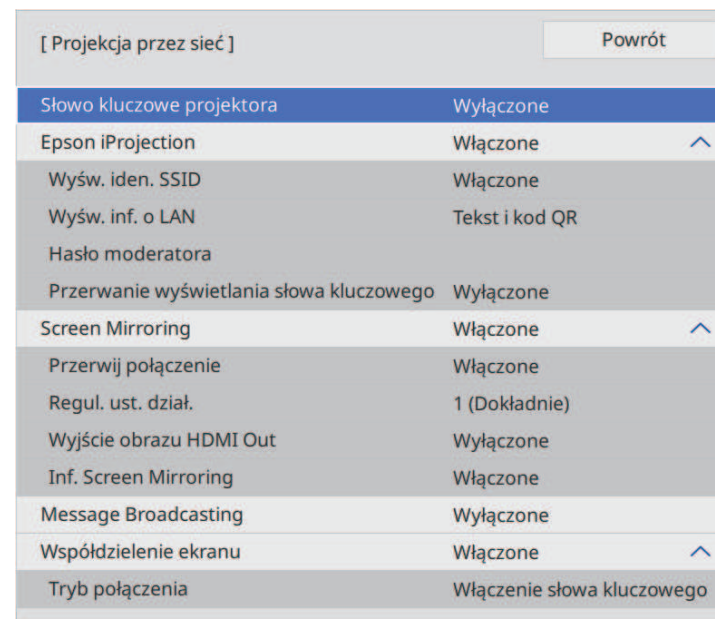 [ Projekcja przez sieć ] Powrót
Słowo kluczowe projektora Wyłączone
Epson iProjection Włączone
Wyśw. iden. SSID Włączone
Wyśw. inf. o LAN Tekst i kod QR
Hasło moderatora
Przerwanie wyświetlania słowa kluczowego Wyłączone
Screen Mirroring Włączone
Przerwij połączenie Włączone
Regul. ust. dział. 1 (Dokładnie)
Wyjście obrazu HDMI Out Wyłączone
Inf. Screen Mirroring Włączone
Message Broadcasting Wyłączone
Współdzielenie ekranu Włączone
Tryb połączenia Włączenie słowa kluczowego